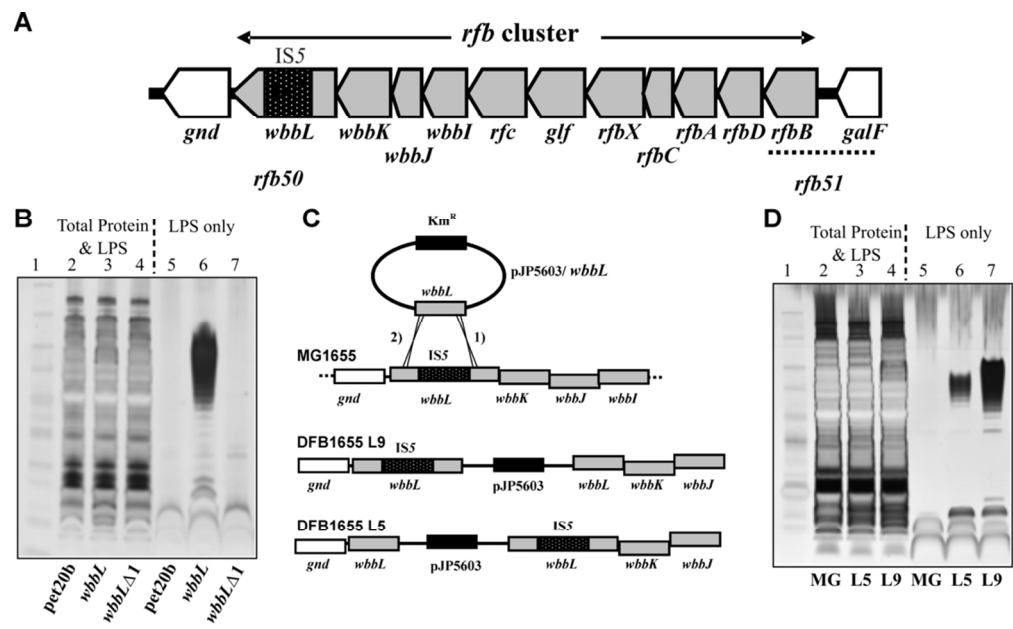 A
rfb cluster
IS5
gnd wbbL wbbK wbbI rfc glf rfbX rfbA rfbD rfbB galF
wbbJ rfbC
rfb50 rfb51
B
Total Protein & LPS
LPS only
1 2 3 4 5 6 7
pet20b wbbL wbbLΔ1 pet20b wbbL wbbLΔ1
C
Km^R
pJP5603/ wbbL
wbbL
2) 1)
MG1655
IS5
gnd wbbL wbbK wbbJ wbbI
DFB1655 L9
IS5
gnd wbbL pJP5603 wbbL wbbK wbbJ
DFB1655 L5
IS5
gnd wbbL pJP5603 wbbL wbbK wbbJ
D
Total Protein & LPS
LPS only
1 2 3 4 5 6 7
MG L5 L9 MG L5 L9